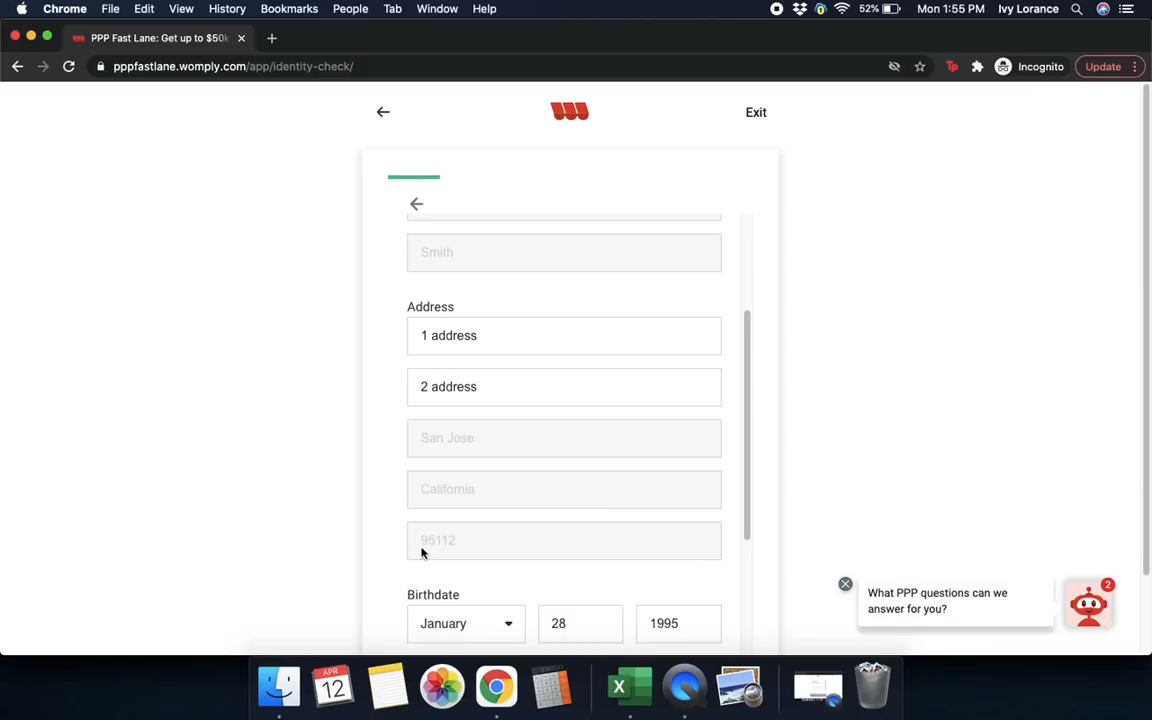 Chrome File Edit View History Bookmarks People Tab Window Help 52% Mon 1:55 PM Ivy Lorance
PPP Fast Lane: Get up to $50k
pppfastlane.womply.com/app/identity-check/ Incognito Update
Exit
Smith
Address
1 address
2 address
San Jose
California
95112
Birthdate
January 28 1995
What PPP questions can we
answer for you?
2
APR
12